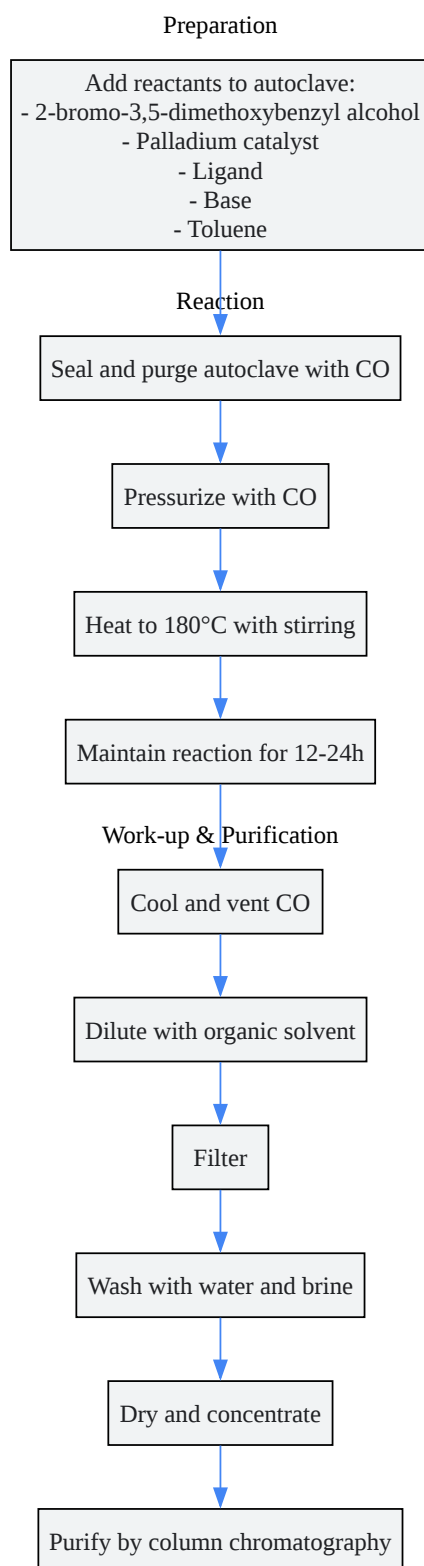 Preparation
Add reactants to autoclave:
- 2-bromo-3,5-dimethoxybenzyl alcohol
- Palladium catalyst
- Ligand
- Base
- Toluene
Reaction
Seal and purge autoclave with CO
Pressurize with CO
Heat to 180°C with stirring
Maintain reaction for 12-24h
Work-up & Purification
Cool and vent CO
Dilute with organic solvent
Filter
Wash with water and brine
Dry and concentrate
Purify by column chromatography